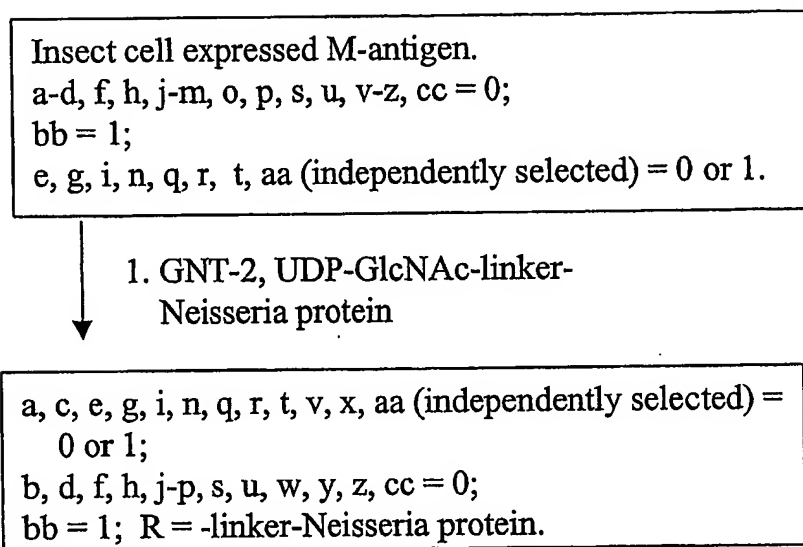 Insect cell expressed M-antigen.
a-d, f, h, j-m, o, p, s, u, v-z, cc = 0;
bb = 1;
e, g, i, n, q, r, t, aa (independently selected) = 0 or 1.
1. GNT-2, UDP-GlcNAc-linker-
Neisseria protein
a, c, e, g, i, n, q, r, t, v, x, aa (independently selected) =
0 or 1;
b, d, f, h, j-p, s, u, w, y, z, cc = 0;
bb = 1; R = -linker-Neisseria protein.